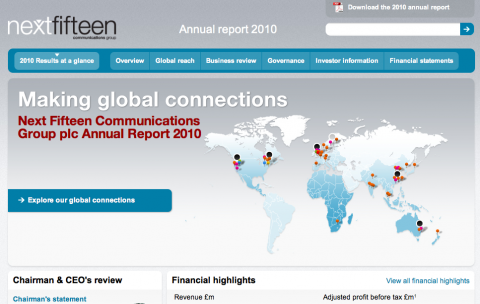 nextfifteen
communications group
Annual report 2010
Download the 2010 annual report
2010 Results at a glance
Overview
Global reach
Business review
Governance
Investor information
Financial statements
Making global connections
Next Fifteen Communications
Group plc Annual Report 2010
→ Explore our global connections
Chairman & CEO's review
Chairman's statement
Financial highlights
View all financial highlights
Revenue £m
Adjusted profit before tax £m¹